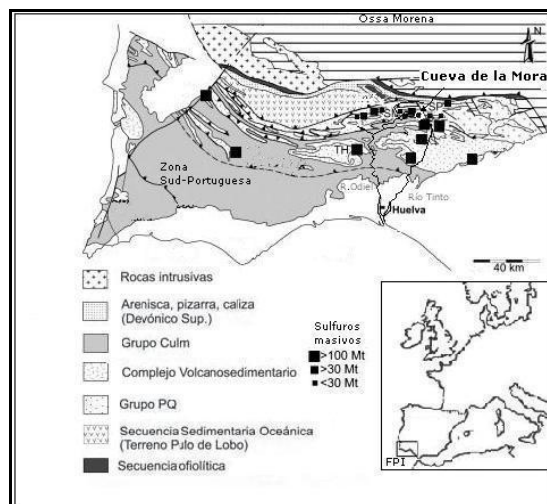 Ossa Morena
N
Cueva de la Mora
SP
TH
Zona
Sud-Portuguesa
R.Odiel
Río Tinto
Huelva
40 km
Rocas intrusivas
Arenisca, pizarra, caliza
(Devónico Sup.)
Grupo Culm
Complejo Volcanosedimentario
Grupo PQ
Secuencia Sedimentaria Oceánica
(Terreno Pulo de Lobo)
Secuencia ofiolítica
Sulfuros
masivos
>100 Mt
>30 Mt
<30 Mt
FPI